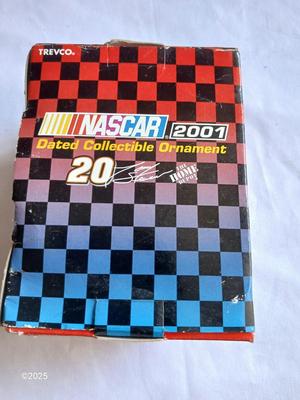 TREVCO®
NASCAR 2001
Dated Collectible Ornament
20
THE
HOME
DEPOT
©2025